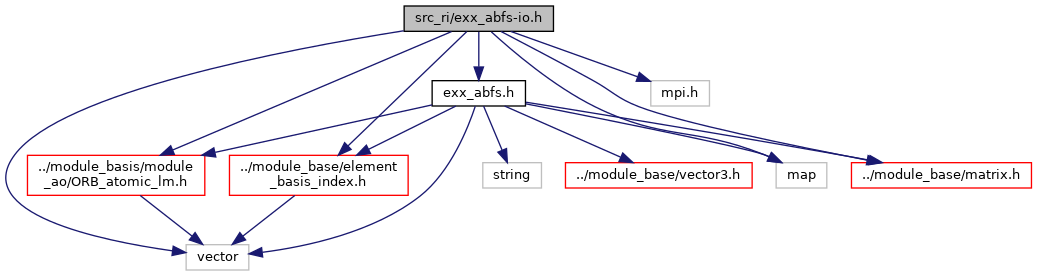 src_ri/exx_abfs-io.h
exx_abfs.h
mpi.h
../module_basis/module
_ao/ORB_atomic_lm.h
../module_base/element
_basis_index.h
string
../module_base/vector3.h
map
../module_base/matrix.h
vector